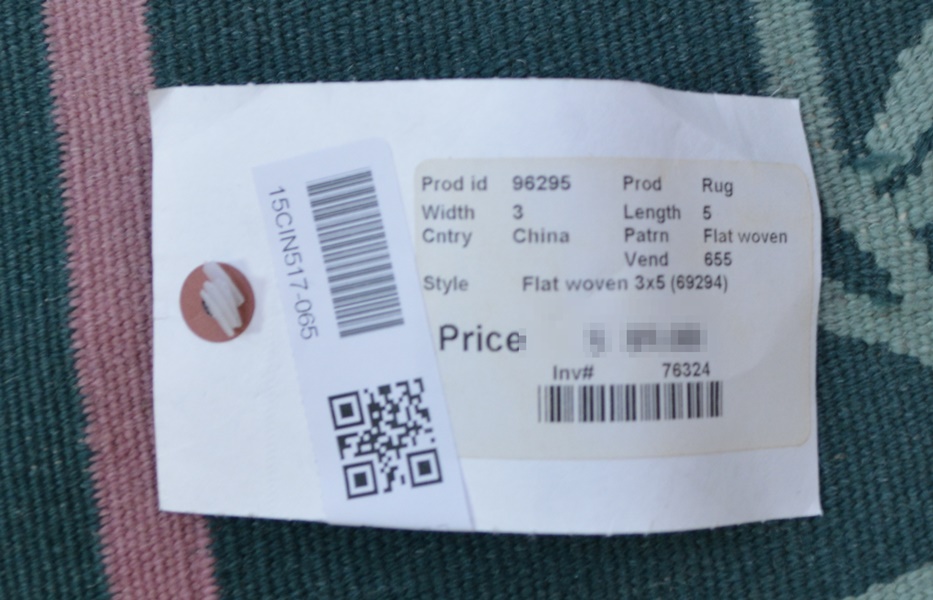 15CIN517-065
Prod id 96295 Prod Rug
Width 3 Length 5
Cntry China Patrn Flat woven
Vend 655
Style Flat woven 3x5 (69294)
Price $
Inv# 76324